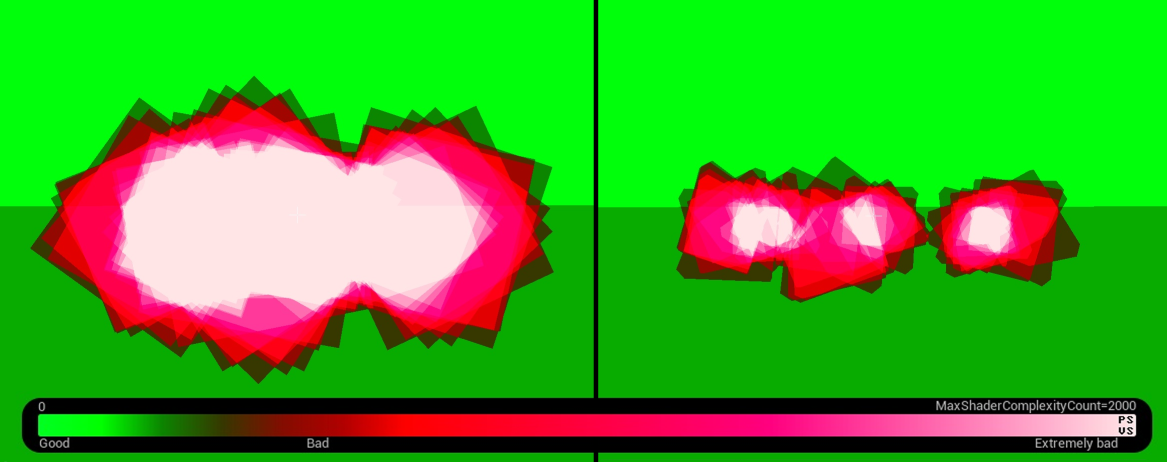 0
MaxShaderComplexityCount=2000
PS
VS
Good
Bad
Extremely bad